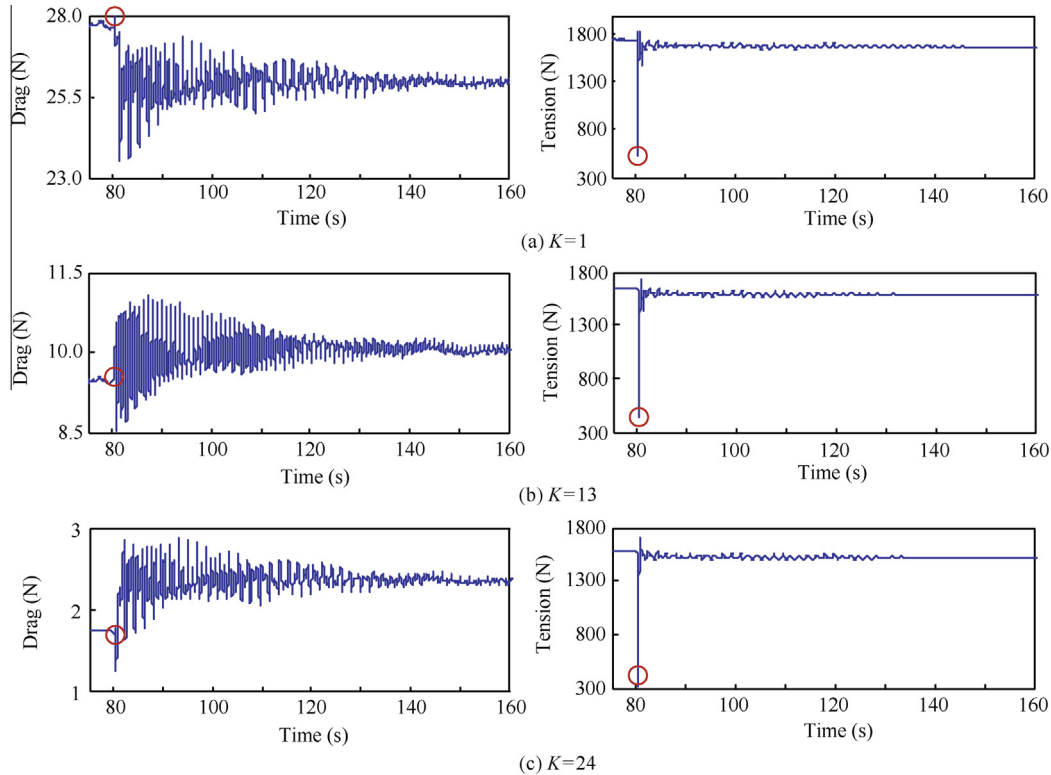 28.0
25.5
23.0
Drag (N)
80 100 120 140 160
Time (s)
1800
1300
800
300
Tension (N)
80 100 120 140 160
Time (s)
(a) K=1
11.5
10.0
8.5
Drag (N)
80 100 120 140 160
Time (s)
1800
1300
800
300
Tension (N)
80 100 120 140 160
Time (s)
(b) K=13
3
2
1
Drag (N)
80 100 120 140 160
Time (s)
1800
1300
800
300
Tension (N)
80 100 120 140 160
Time (s)
(c) K=24